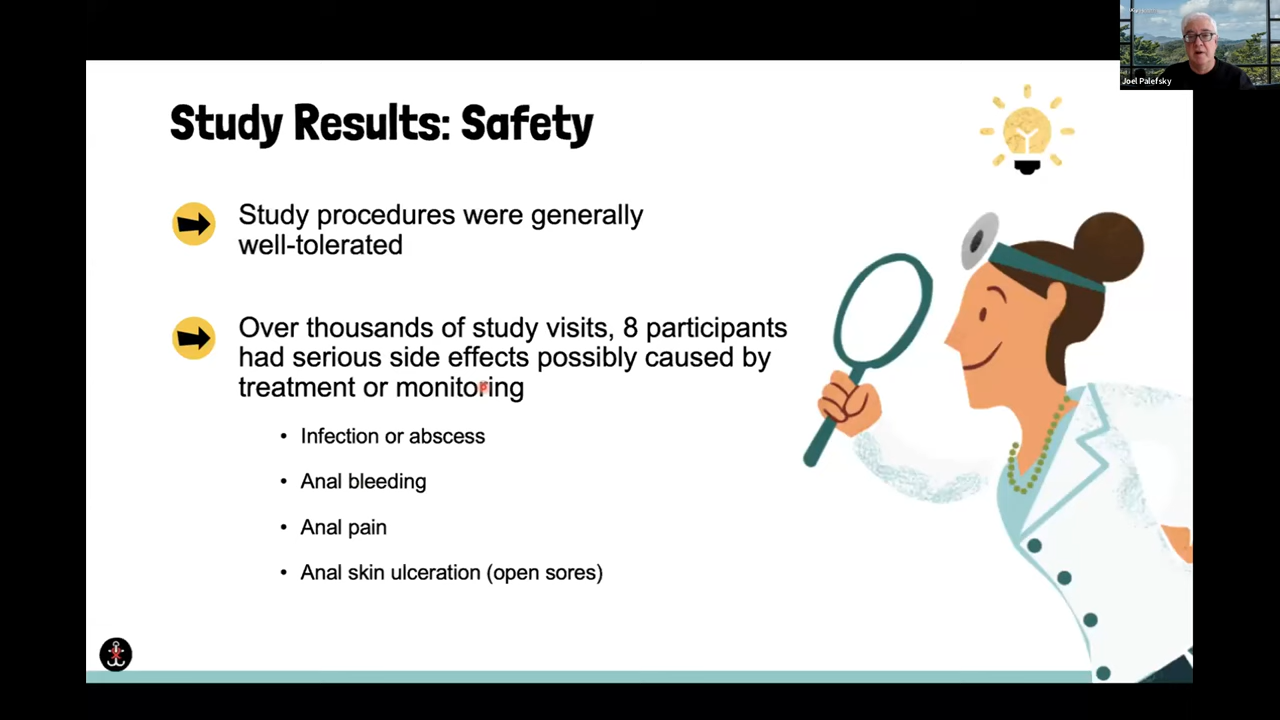 Joel Palefsky
Study Results: Safety
Study procedures were generally
well-tolerated
Over thousands of study visits, 8 participants
had serious side effects possibly caused by
treatment or monitoring
• Infection or abscess
• Anal bleeding
• Anal pain
• Anal skin ulceration (open sores)